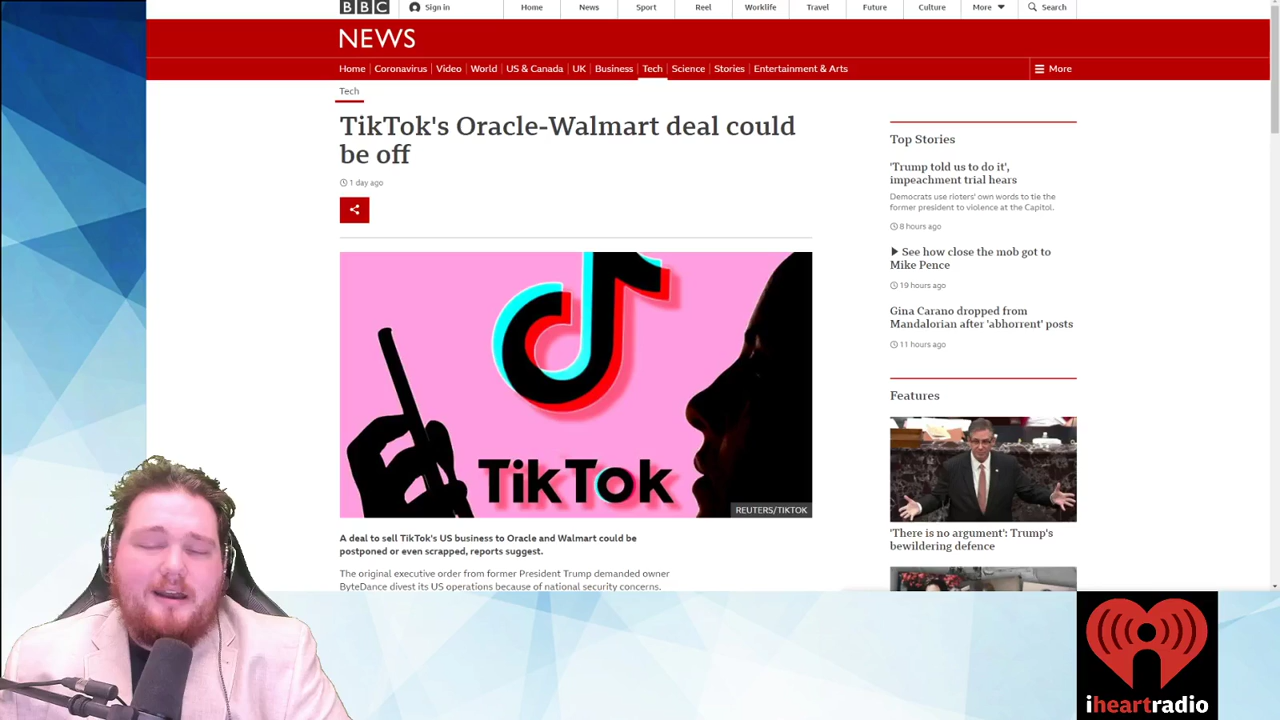 BBC
Sign in
Home
News
Sport
Reel
Worklife
Travel
Future
Culture
More
Search
NEWS
Home
Coronavirus
Video
World
US & Canada
UK
Business
Tech
Science
Stories
Entertainment & Arts
More
Tech
TikTok's Oracle-Walmart deal could
be off
1 day ago
TikTok
REUTERS/TIKTOK
A deal to sell TikTok's US business to Oracle and Walmart could be
postponed or even scrapped, reports suggest.
The original executive order from former President Trump demanded owner
ByteDance divest its US operations because of national security concerns.
Top Stories
'Trump told us to do it',
impeachment trial hears
Democrats use rioters' own words to tie the
former president to violence at the Capitol.
8 hours ago
See how close the mob got to
Mike Pence
19 hours ago
Gina Carano dropped from
Mandalorian after 'abhorrent' posts
11 hours ago
Features
'There is no argument': Trump's
bewildering defence
iheartradio